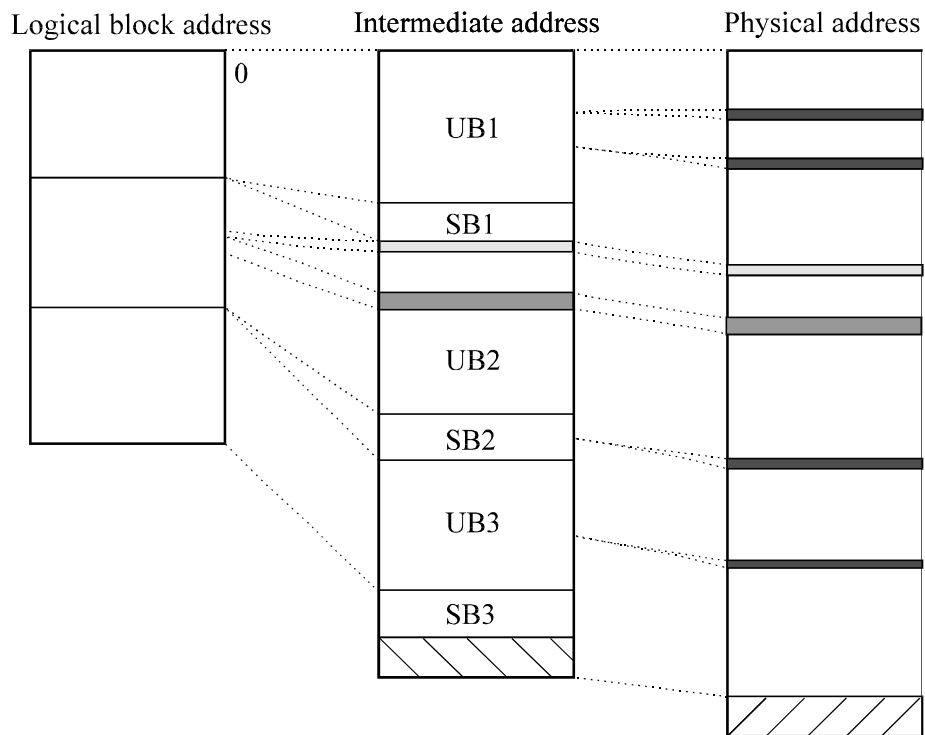 Logical block address
Intermediate address
Physical address
0
UB1
SB1
UB2
SB2
UB3
SB3